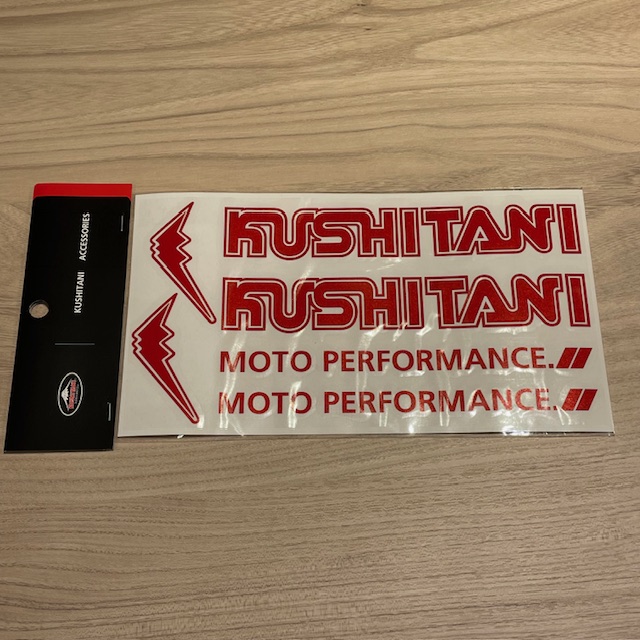 KUSHITANI ACCESSORIES.
KUSHITANI
KUSHITANI
MOTO PERFORMANCE.//
MOTO PERFORMANCE.//